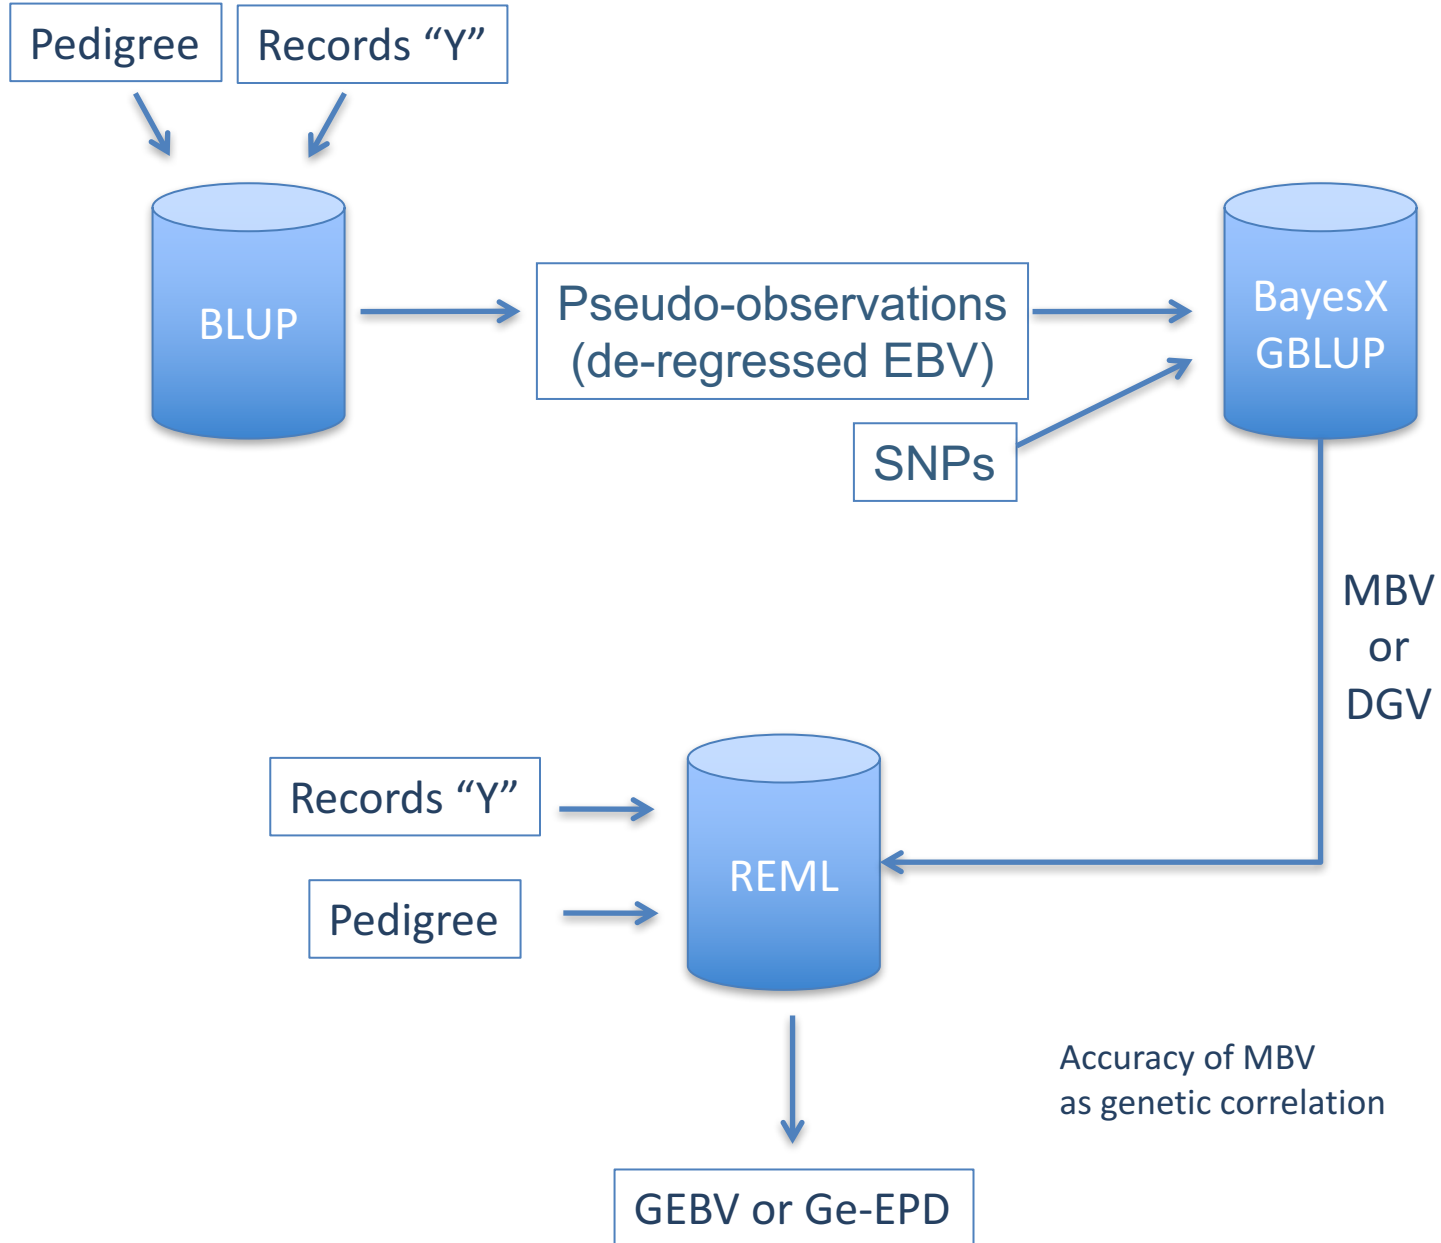 Pedigree
Records “Y”
BLUP
Pseudo-observations
(de-regressed EBV)
BayesX
GBLUP
SNPs
MBV
or
DGV
Records “Y”
Pedigree
REML
Accuracy of MBV
as genetic correlation
GEBV or Ge-EPD